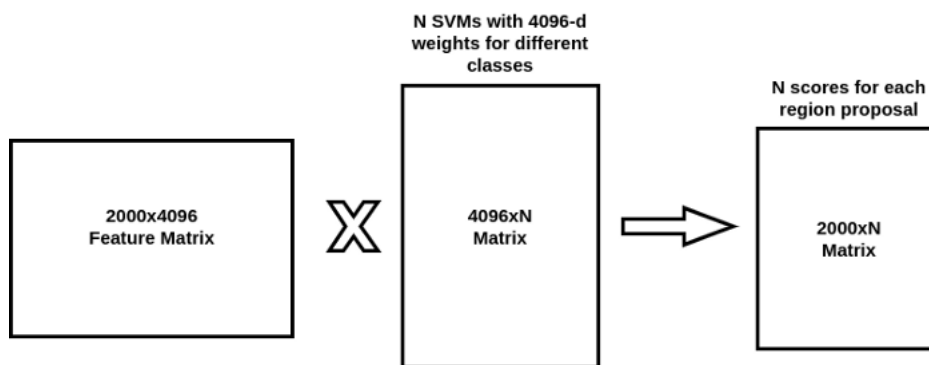 N SVMs with 4096-d
weights for different
classes
N scores for each
region proposal
2000x4096
Feature Matrix
X
4096xN
Matrix
2000xN
Matrix